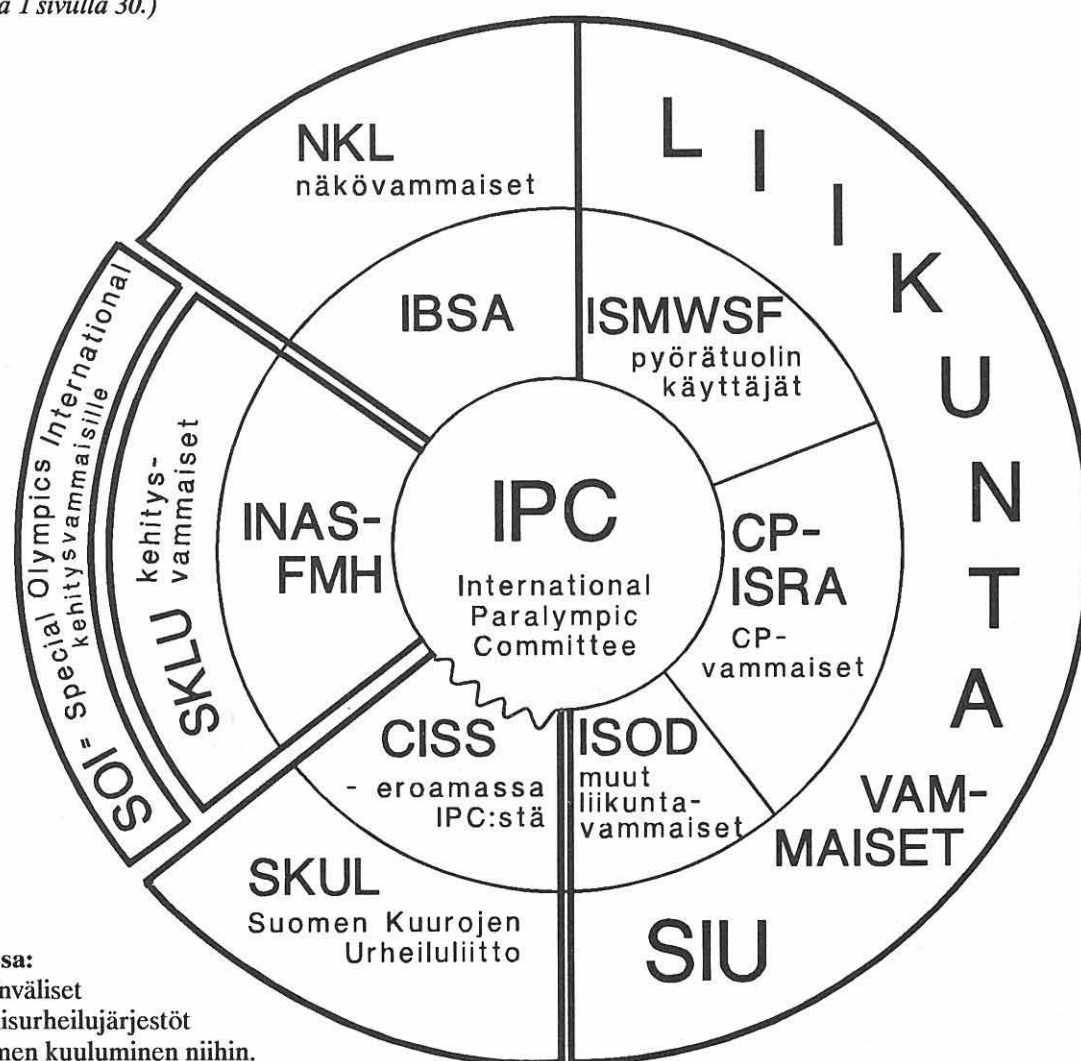 1 sivulla 30.)
NKL
näkövammaiset
LIIKUNTA
VAM-
MAISET
SIU
IBSA
ISMWSF
pyörätuolin
käyttäjät
CP-
ISRA
CP-
vammaiset
ISOD
muut
liikunta-
vammaiset
IPC
International
Paralympic
Committee
INAS-
FMH
CISS
- eroamassa
IPC:stä
SKUL
Suomen Kuurojen
Urheiluliitto
SKLU kehitys-
vammaiset
SOI = Special Olympics International
kehitysvammaisille
sa:
nväliset
isurheilujärjestöt
men kuuluminen niihin.